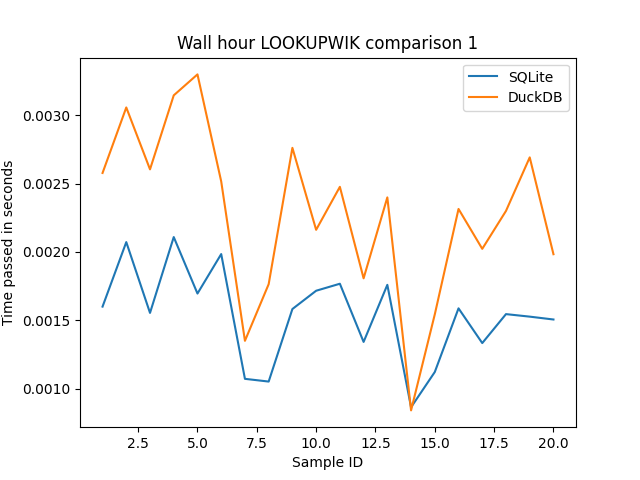 Wall hour LOOKUPWIK comparison 1
SQLite
DuckDB
Time passed in seconds
0.0030
0.0025
0.0020
0.0015
0.0010
2.5 5.0 7.5 10.0 12.5 15.0 17.5 20.0
Sample ID